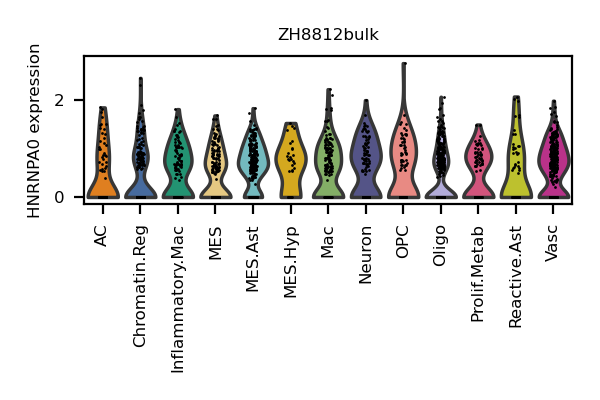 ZH8812bulk
HNRNPA0 expression
2
0
AC
Chromatin.Reg
Inflammatory.Mac
MES
MES.Ast
MES.Hyp
Mac
Neuron
OPC
Oligo
Prolif.Metab
Reactive.Ast
Vasc